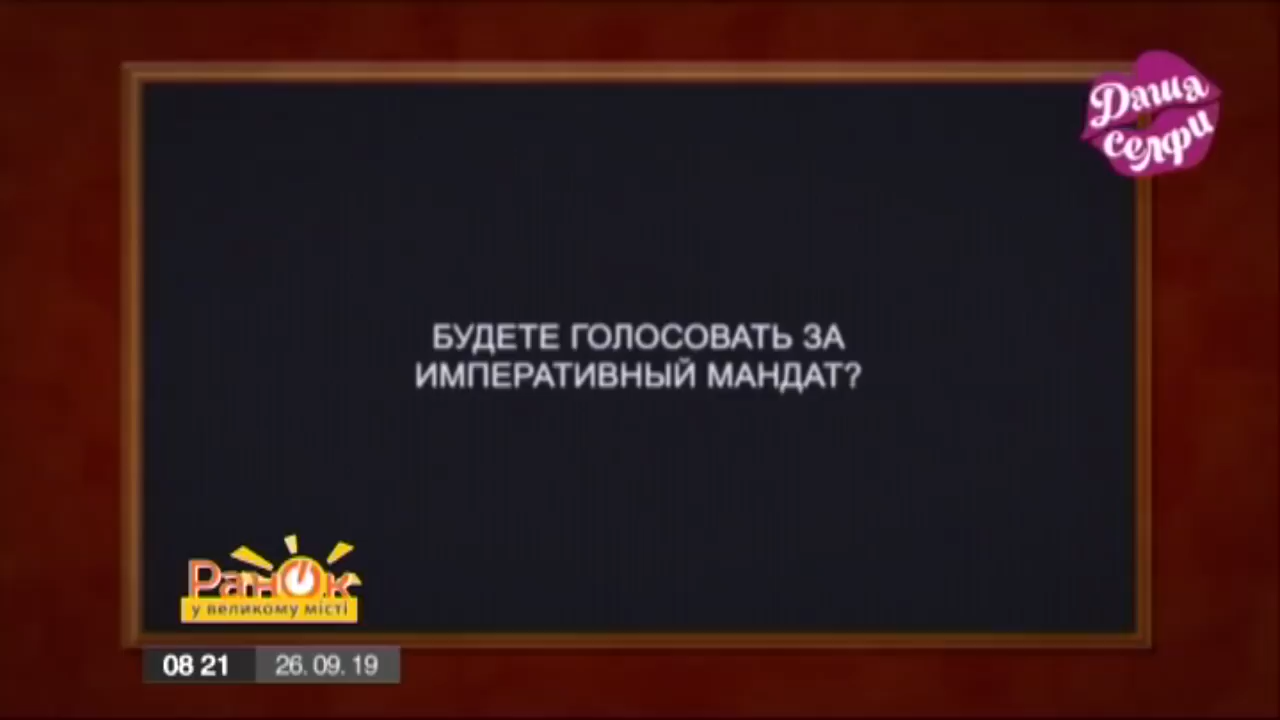 Даша
селфи
БУДЕТЕ ГОЛОСОВАТЬ ЗА
ИМПЕРАТИВНЫЙ МАНДАТ?
Ранок
у великому місті
08 21 26. 09. 19